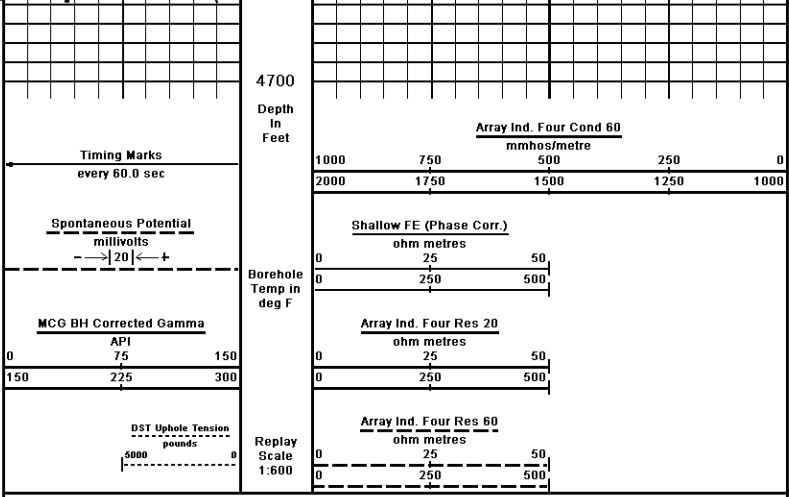 4700
Depth
In
Feet
Timing Marks
every 60.0 sec
Array Ind. Four Cond 60
mmhos/metre
1000 750 500 250 0
2000 1750 1500 1250 1000
Spontaneous Potential
millivolts
- →|20|← +
Shallow FE (Phase Corr.)
ohm metres
0 25 50
0 250 500
Borehole
Temp in
deg F
MCG BH Corrected Gamma
API
0 75 150
150 225 300
Array Ind. Four Res 20
ohm metres
0 25 50
0 250 500
DST Uphole Tension
pounds
5000 0
Replay
Scale
1:600
Array Ind. Four Res 60
ohm metres
0 25 50
0 250 500